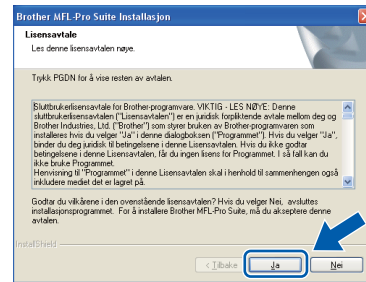 Brother MFL-Pro Suite Installasjon
Lisensavtale
Les denne lisensavtalen nøye.
Trykk PGDN for å vise resten av avtalen.
Sluttbrukerlisensavtale for Brother-programvare. VIKTIG - LES NØYE: Denne
sluttbrukerlisensavtalen ("Lisensavtalen") er en juridisk forpliktende avtale mellom deg og
Brother Industries, Ltd. ("Brother") som styrer bruken av Brother-programvaren som
installeres hvis du velger "Ja" i denne dialogboksen ("Programmet"). Hvis du velger "Ja",
binder du deg juridisk til betingelsene i denne Lisensavtalen. Hvis du ikke godtar
betingelsene i denne Lisensavtalen, får du ingen lisens for Programmet. I så fall kan du
ikke bruke Programmet.
Henvisning til "Programmet" i denne Lisensavtalen skal i henhold til sammenhengen også
inkludere mediet det er lagret på.
Godtar du vilkårene i den ovenstående lisensavtalen? Hvis du velger Nei, avsluttes
installasjonsprogrammet. For å installere Brother MFL-Pro Suite, må du akseptere denne
avtalen.
InstallShield
< Tilbake
Ja
Nei